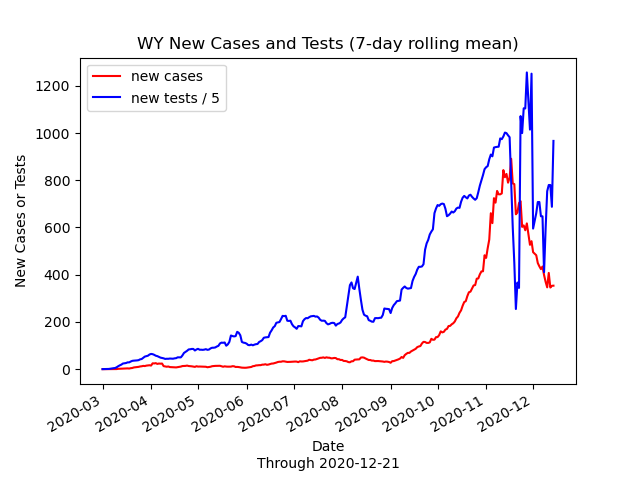 WY New Cases and Tests (7-day rolling mean)
new cases
new tests / 5
New Cases or Tests
1200
1000
800
600
400
200
0
2020-03
2020-04
2020-05
2020-06
2020-07
2020-08
2020-09
2020-10
2020-11
2020-12
Date
Through 2020-12-21